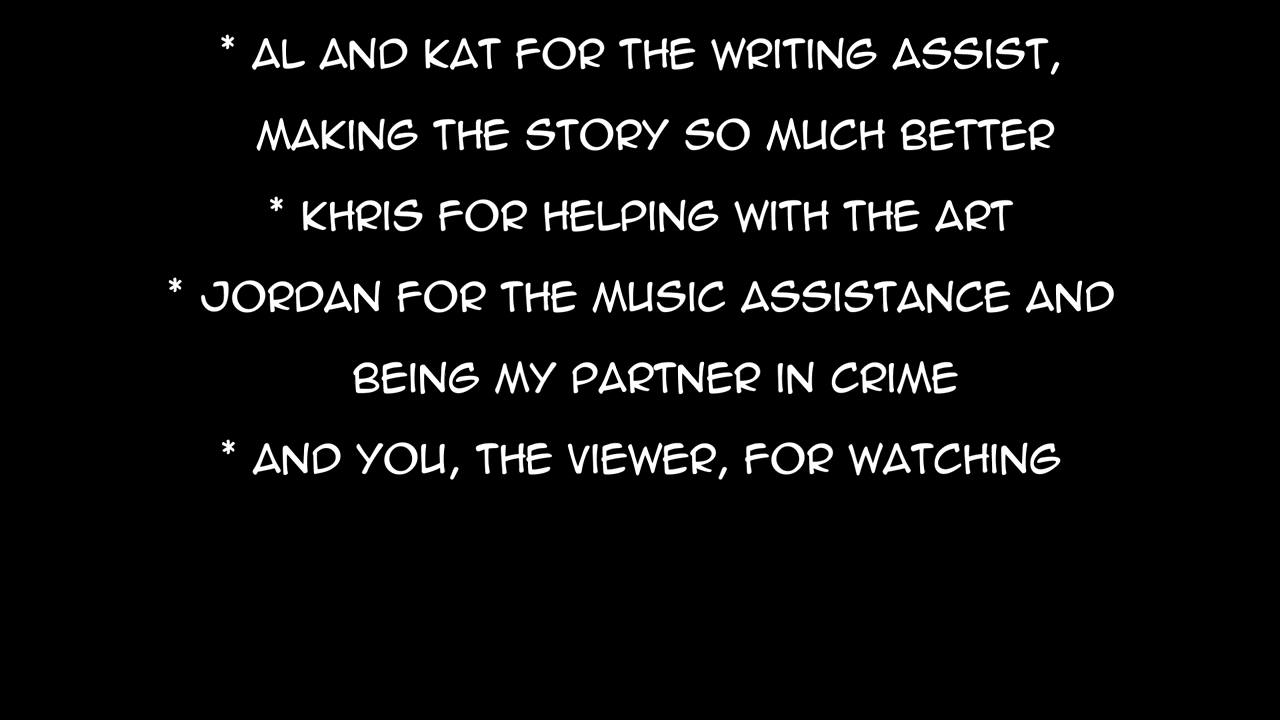 * AL AND KAT FOR THE WRITING ASSIST,
MAKING THE STORY SO MUCH BETTER
* KHRIS FOR HELPING WITH THE ART
* JORDAN FOR THE MUSIC ASSISTANCE AND
BEING MY PARTNER IN CRIME
* AND YOU, THE VIEWER, FOR WATCHING